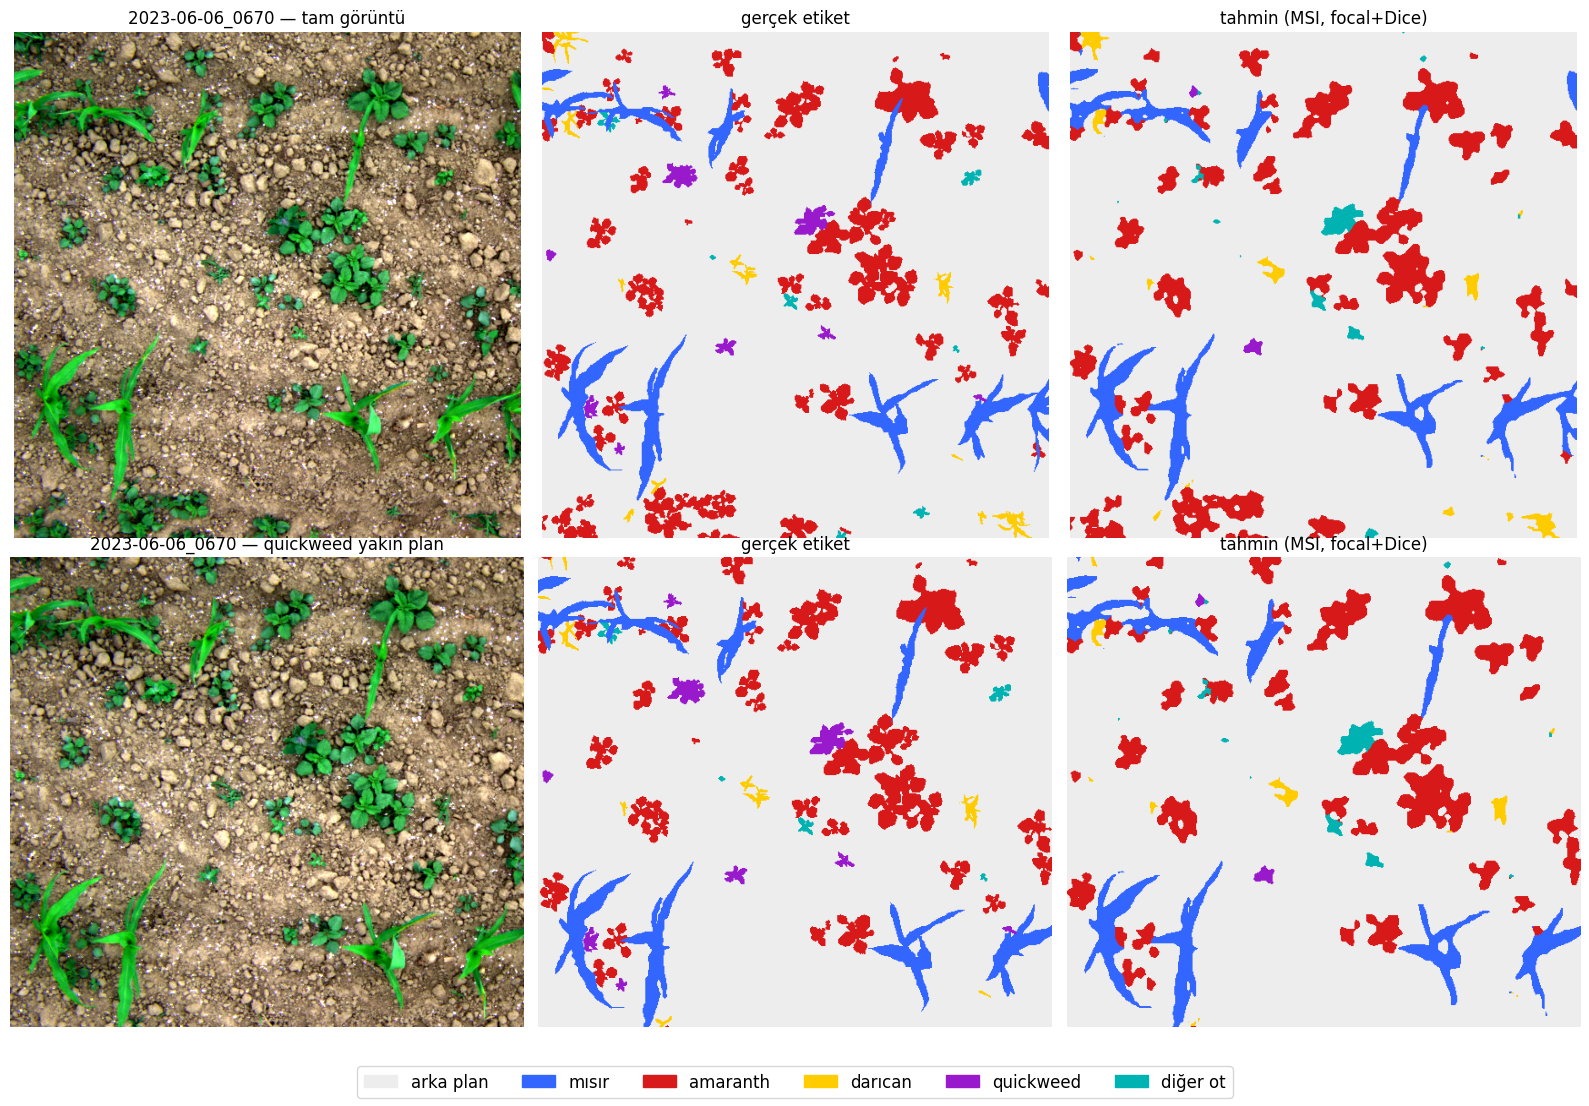 2023-06-06_0670 — tam görüntü
gerçek etiket
tahmin (MSI, focal+Dice)
2023-06-06_0670 — quickweed yakın plan
gerçek etiket
tahmin (MSI, focal+Dice)
arka plan
mısır
amaranth
darıcan
quickweed
diğer ot